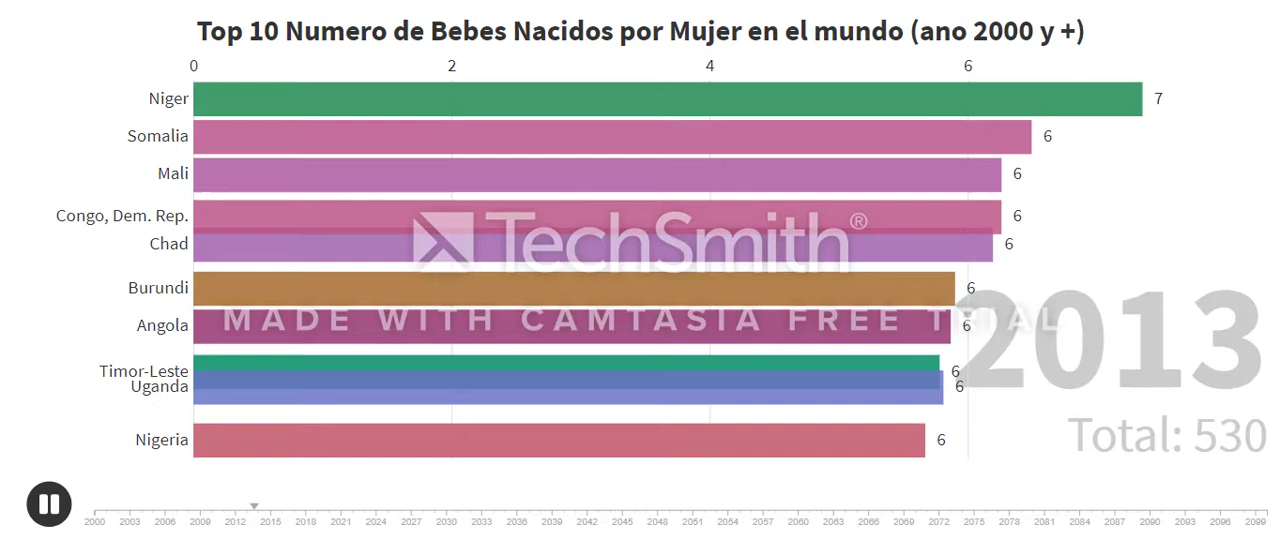 Top 10 Numero de Bebes Nacidos por Mujer en el mundo (ano 2000 y +)
0 2 4 6
Niger 7
Somalia 6
Mali 6
Congo, Dem. Rep. 6
TechSmith®
Chad 6
Burundi 6
MADE WITH CAMTASIA FREE TRIAL
Angola 6
2013
Timor-Leste 6
Uganda 6
Nigeria 6
Total: 530
2000 2003 2006 2009 2012 2015 2018 2021 2024 2027 2030 2033 2036 2039 2042 2045 2048 2051 2054 2057 2060 2063 2066 2069 2072 2075 2078 2081 2084 2087 2090 2093 2096 2099